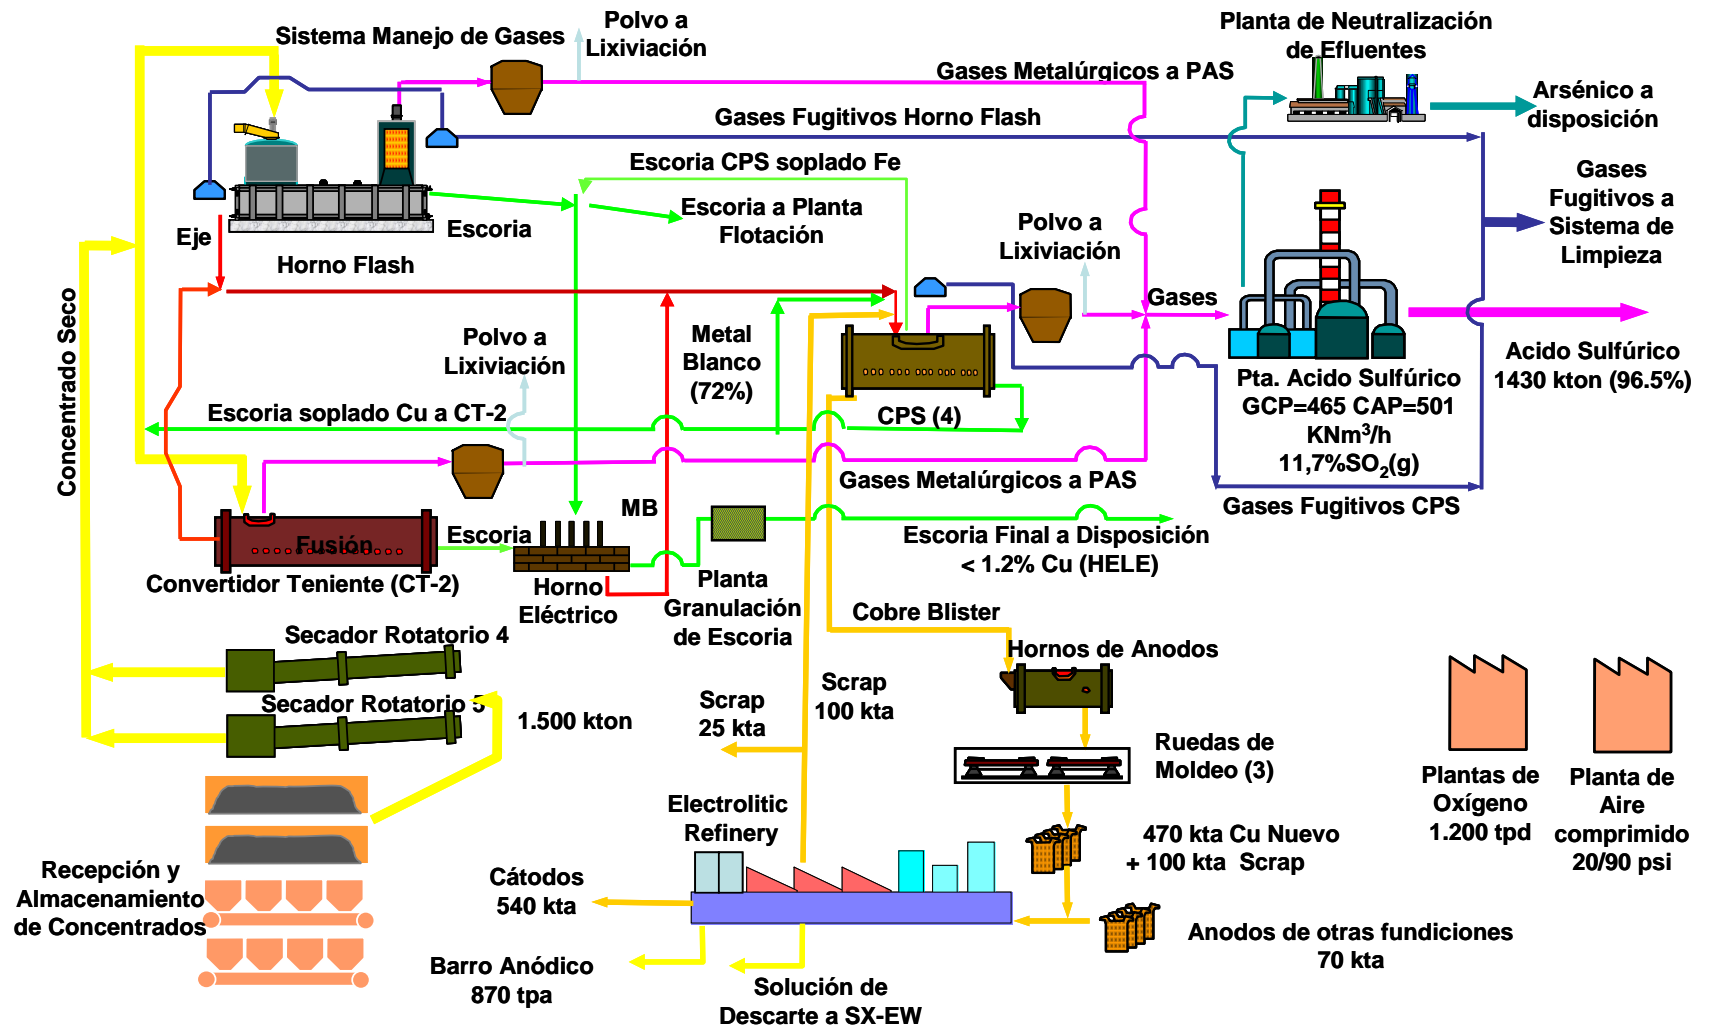 Polvo a
Lixiviación
Sistema Manejo de Gases
Planta de Neutralización
de Efluentes
Gases Metalúrgicos a PAS
Arsénico a
disposición
Gases Fugitivos Horno Flash
Escoria CPS soplado Fe
Gases
Fugitivos a
Sistema de
Limpieza
Escoria a Planta
Flotación
Polvo a
Lixiviación
Escoria
Eje
Horno Flash
Gases
Concentrado Seco
Polvo a
Lixiviación
Metal
Blanco
(72%)
Acido Sulfúrico
1430 kton (96.5%)
Pta. Acido Sulfúrico
GCP=465 CAP=501
KNm³/h
11,7%SO₂(g)
Escoria soplado Cu a CT-2
CPS (4)
Gases Metalúrgicos a PAS
Gases Fugitivos CPS
MB
Escoria
Fusión
Escoria Final a Disposición
< 1.2% Cu (HELE)
Convertidor Teniente (CT-2)
Horno
Eléctrico
Planta
Granulación
de Escoria
Cobre Blister
Secador Rotatorio 4
Hornos de Anodos
Secador Rotatorio 5
1.500 kton
Scrap
25 kta
Scrap
100 kta
Ruedas de
Moldeo (3)
Plantas de
Oxígeno
1.200 tpd
Planta de
Aire
comprimido
20/90 psi
Electrolitic
Refinery
470 kta Cu Nuevo
+ 100 kta Scrap
Recepción y
Almacenamiento
de Concentrados
Cátodos
540 kta
Anodos de otras fundiciones
70 kta
Barro Anódico
870 tpa
Solución de
Descarte a SX-EW